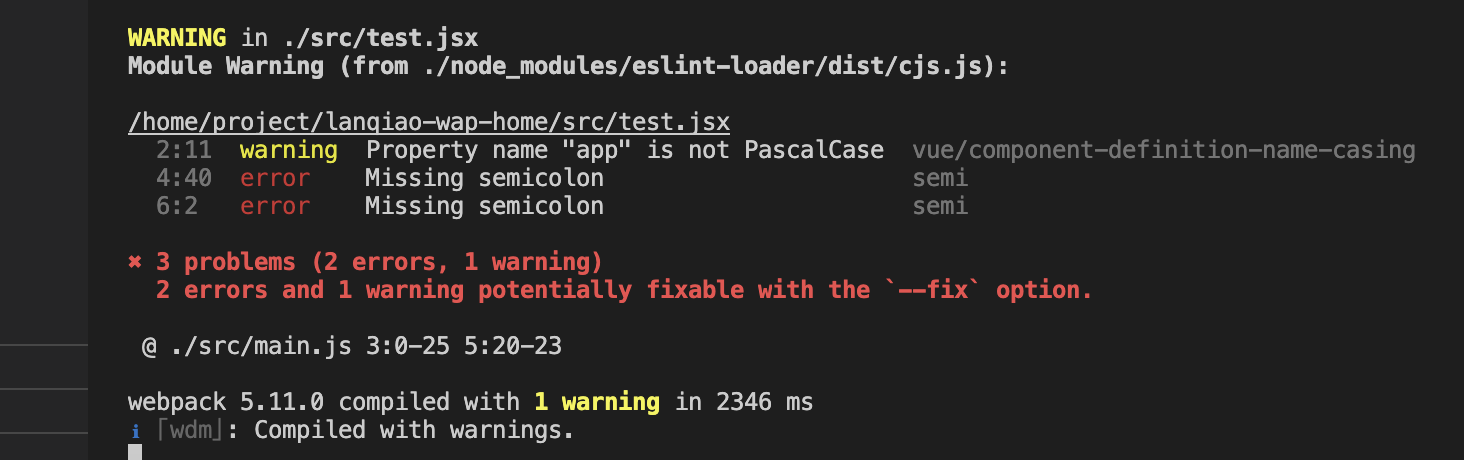 WARNING in ./src/test.jsx
Module Warning (from ./node_modules/eslint-loader/dist/cjs.js):
/home/project/lanqiao-wap-home/src/test.jsx
2:11 warning Property name "app" is not PascalCase vue/component-definition-name-casing
4:40 error Missing semicolon semi
6:2 error Missing semicolon semi
✖ 3 problems (2 errors, 1 warning)
2 errors and 1 warning potentially fixable with the `--fix` option.
@ ./src/main.js 3:0-25 5:20-23
webpack 5.11.0 compiled with 1 warning in 2346 ms
ℹ ｢wdm｣: Compiled with warnings.